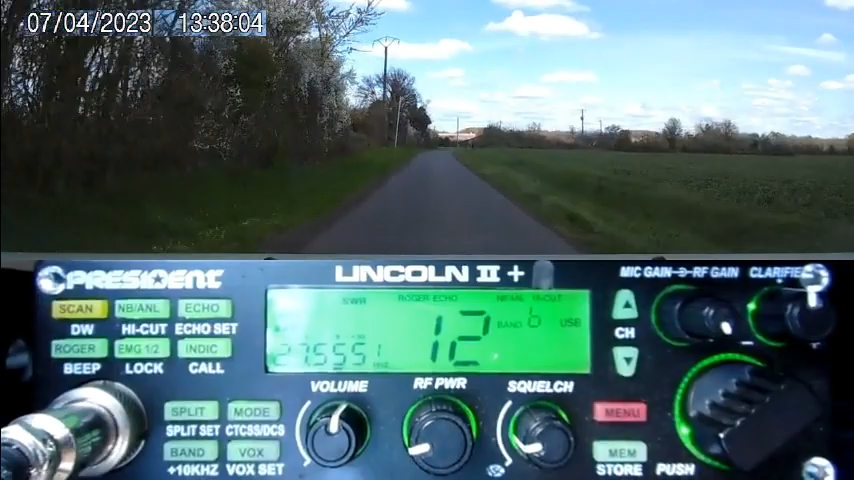 07/04/2023 13:38:04
PRESIDENT LINCOLN II +
MIC GAIN RF GAIN CLARIFIER
SCAN NB/ANL ECHO
DW HI-CUT ECHO SET
ROGER EMG 1/2 INDIC
BEEP LOCK CALL
SWR ROGER ECHO NB/ANL HI-CUT
12 BAND b USB
27.555.1
CH
VOLUME RF PWR SQUELCH
SPLIT MODE
SPLIT SET CTCSS/DCS
BAND VOX
+10KHZ VOX SET
MENU
MEM
STORE PUSH